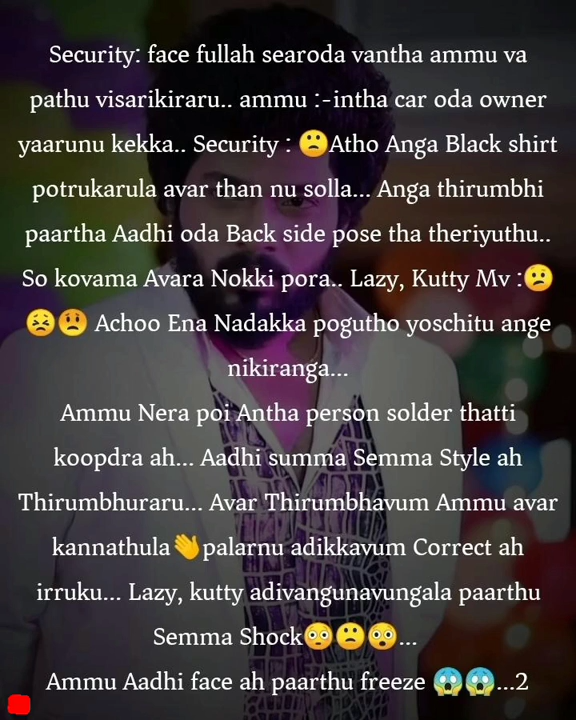 Security: face fullah searoda vantha ammu va
pathu visarikiraru.. ammu :-intha car oda owner
yaarunu kekka.. Security : 🙁Atho Anga Black shirt
potrukarula avar than nu solla... Anga thirumbhi
paartha Aadhi oda Back side pose tha theriyuthu..
So kovama Avara Nokki pora.. Lazy, Kutty Mv :😕
😣😟 Achoo Ena Nadakka pogutho yoschitu ange
nikiranga...
Ammu Nera poi Antha person solder thatti
koopdra ah... Aadhi summa Semma Style ah
Thirumbhuraru... Avar Thirumbhavum Ammu avar
kannathula👋palarnu adikkavum Correct ah
irruku... Lazy, kutty adivangunavungala paarthu
Semma Shock😳🙁😲...
Ammu Aadhi face ah paarthu freeze 😱😱...2